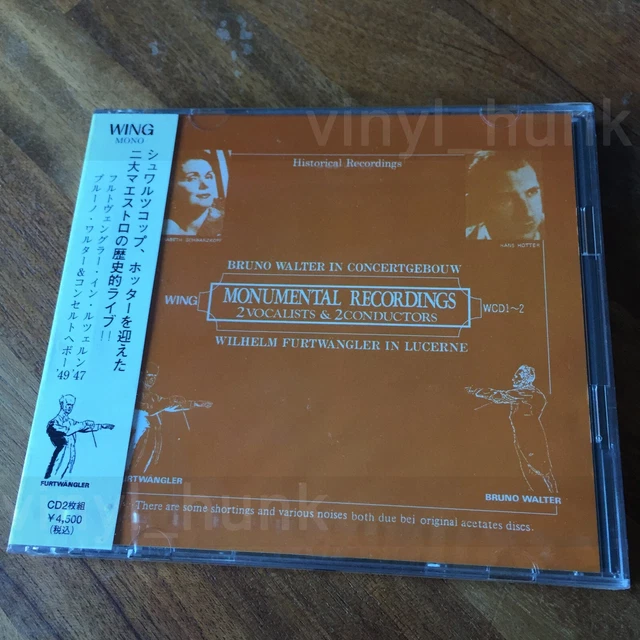 vinyl_hunk
WING
MONO
シュワルツコップ、ホッターを迎えた
二大マエストロの歴史的ライブ!!
フルトヴェングラー・イン・ルツェルン '47
ブルーノ・ワルター&コンセルトヘボー '49
FURTWÄNGLER
CD2枚組
¥4,500
(税込)
Historical Recordings
SCHWARZKOPF
HANS HOTTER
BRUNO WALTER IN CONCERTGEBOUW
WING
MONUMENTAL RECORDINGS
2 VOCALISTS & 2 CONDUCTORS
WCD1~2
WILHELM FURTWANGLER IN LUCERNE
FURTWÄNGLER
BRUNO WALTER
There are some shortings and various noises both due bei original acetates discs.
vinyl_hunk